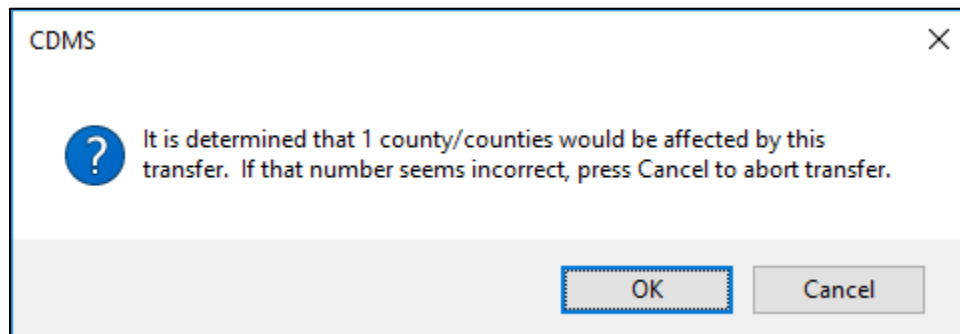 CDMS
It is determined that 1 county/counties would be affected by this
transfer.  If that number seems incorrect, press Cancel to abort transfer.
OK
Cancel